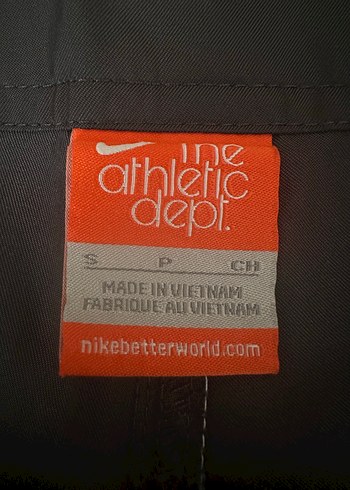 The
athletic
dept.
S P CH
MADE IN VIETNAM
FABRIQUE AU VIETNAM
nikebetterworld.com